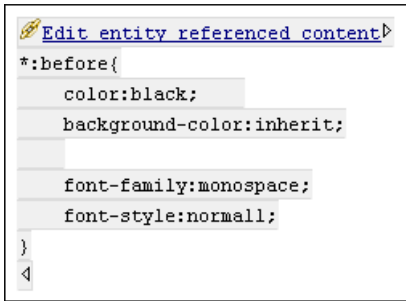 Edit entity referenced content
*:before{
color:black;
background-color:inherit;
font-family:monospace;
font-style:normall;
}